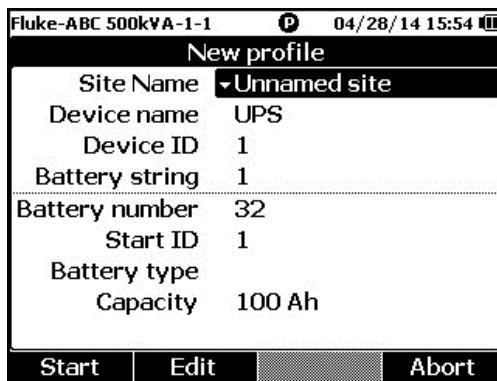 Fluke-ABC 500kVA-1-1 P 04/28/14 15:54
New profile
Site Name Unnamed site
Device name UPS
Device ID 1
Battery string 1
Battery number 32
Start ID 1
Battery type
Capacity 100 Ah
Start Edit Abort